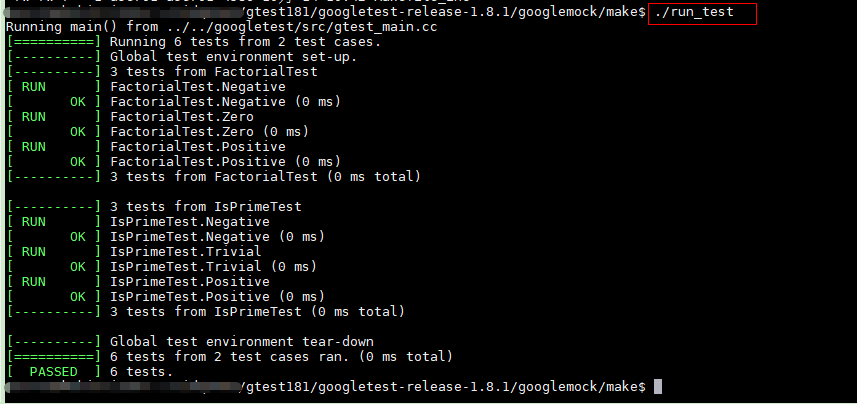 /gtest181/googletest-release-1.8.1/googlemock/make$ ./run_test
Running main() from ../../googletest/src/gtest_main.cc
[==========] Running 6 tests from 2 test cases.
[----------] Global test environment set-up.
[----------] 3 tests from FactorialTest
[ RUN      ] FactorialTest.Negative
[       OK ] FactorialTest.Negative (0 ms)
[ RUN      ] FactorialTest.Zero
[       OK ] FactorialTest.Zero (0 ms)
[ RUN      ] FactorialTest.Positive
[       OK ] FactorialTest.Positive (0 ms)
[----------] 3 tests from FactorialTest (0 ms total)
[----------] 3 tests from IsPrimeTest
[ RUN      ] IsPrimeTest.Negative
[       OK ] IsPrimeTest.Negative (0 ms)
[ RUN      ] IsPrimeTest.Trivial
[       OK ] IsPrimeTest.Trivial (0 ms)
[ RUN      ] IsPrimeTest.Positive
[       OK ] IsPrimeTest.Positive (0 ms)
[----------] 3 tests from IsPrimeTest (0 ms total)
[----------] Global test environment tear-down
[==========] 6 tests from 2 test cases ran. (0 ms total)
[  PASSED  ] 6 tests.
/gtest181/googletest-release-1.8.1/googlemock/make$